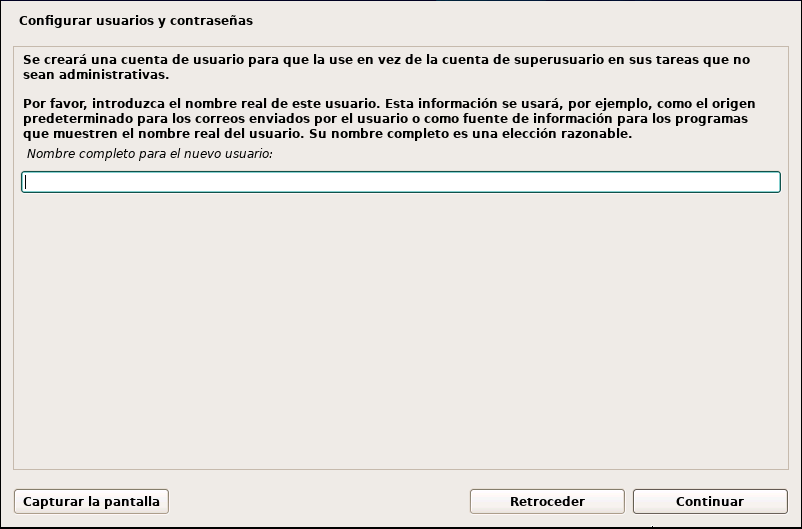 Configurar usuarios y contraseñas
Se creará una cuenta de usuario para que la use en vez de la cuenta de superusuario en sus tareas que no
sean administrativas.
Por favor, introduzca el nombre real de este usuario. Esta información se usará, por ejemplo, como el origen
predeterminado para los correos enviados por el usuario o como fuente de información para los programas
que muestren el nombre real del usuario. Su nombre completo es una elección razonable.
Nombre completo para el nuevo usuario:
Capturar la pantalla
Retroceder
Continuar